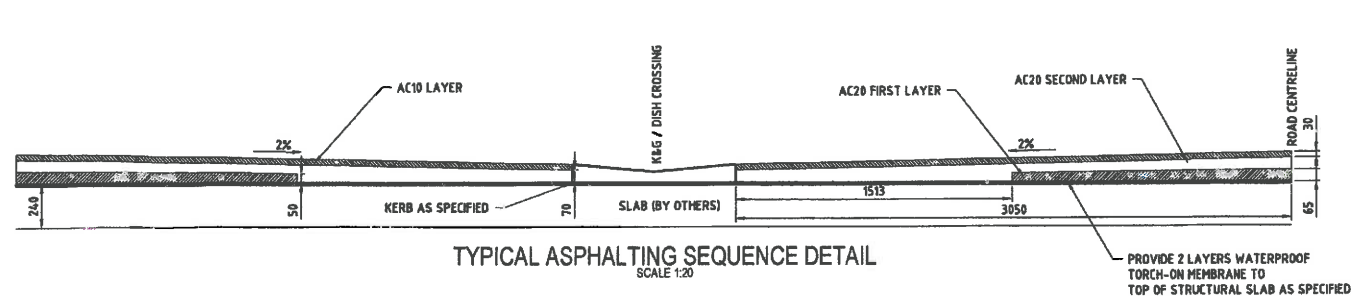 AC10 LAYER
K&G / DISH CROSSING
AC20 FIRST LAYER
AC20 SECOND LAYER
ROAD CENTRELINE
30
2%
2%
240
50
KERB AS SPECIFIED
70
SLAB (BY OTHERS)
1513
3050
65
TYPICAL ASPHALTING SEQUENCE DETAIL
SCALE 1:20
PROVIDE 2 LAYERS WATERPROOF
TORCH-ON MEMBRANE TO
TOP OF STRUCTURAL SLAB AS SPECIFIED